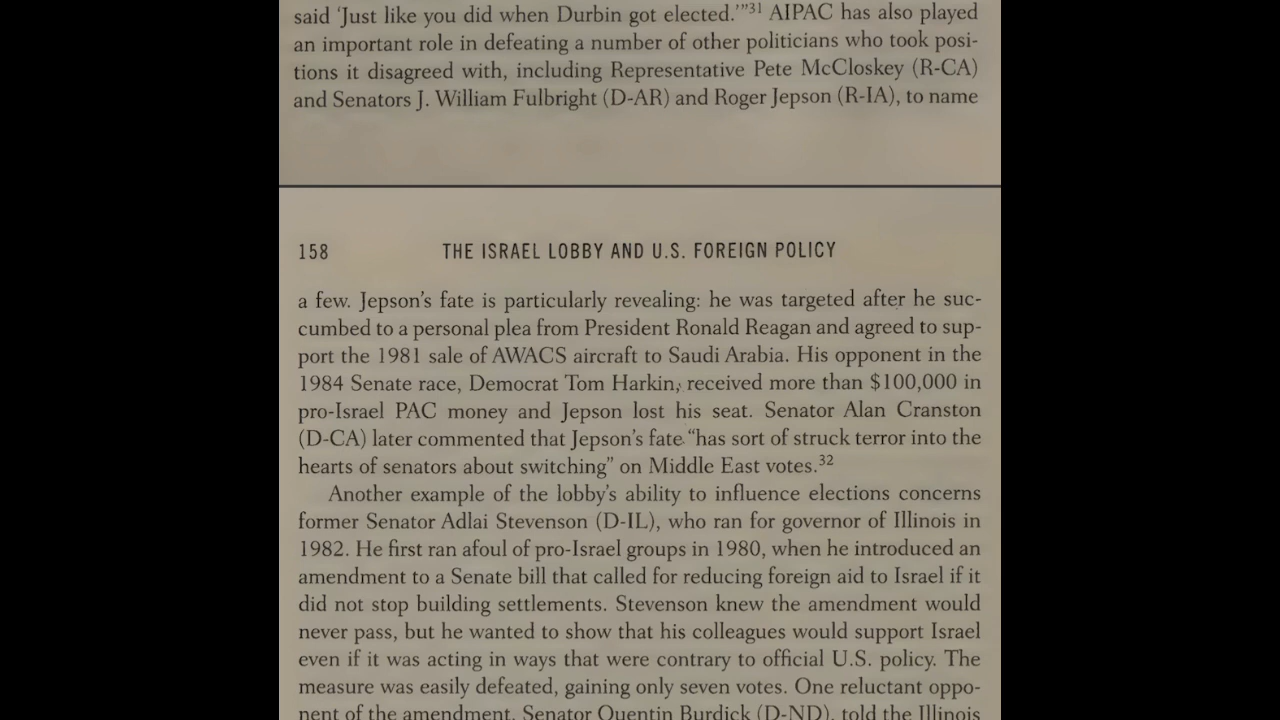 said ‘Just like you did when Durbin got elected.’”31 AIPAC has also played
an important role in defeating a number of other politicians who took posi-
tions it disagreed with, including Representative Pete McCloskey (R-CA)
and Senators J. William Fulbright (D-AR) and Roger Jepson (R-IA), to name
158 THE ISRAEL LOBBY AND U.S. FOREIGN POLICY
a few. Jepson’s fate is particularly revealing: he was targeted after he suc-
cumbed to a personal plea from President Ronald Reagan and agreed to sup-
port the 1981 sale of AWACS aircraft to Saudi Arabia. His opponent in the
1984 Senate race, Democrat Tom Harkin, received more than $100,000 in
pro-Israel PAC money and Jepson lost his seat. Senator Alan Cranston
(D-CA) later commented that Jepson’s fate “has sort of struck terror into the
hearts of senators about switching” on Middle East votes.32
Another example of the lobby’s ability to influence elections concerns
former Senator Adlai Stevenson (D-IL), who ran for governor of Illinois in
1982. He first ran afoul of pro-Israel groups in 1980, when he introduced an
amendment to a Senate bill that called for reducing foreign aid to Israel if it
did not stop building settlements. Stevenson knew the amendment would
never pass, but he wanted to show that his colleagues would support Israel
even if it was acting in ways that were contrary to official U.S. policy. The
measure was easily defeated, gaining only seven votes. One reluctant oppo-
nent of the amendment, Senator Quentin Burdick (D-ND), told the Illinois